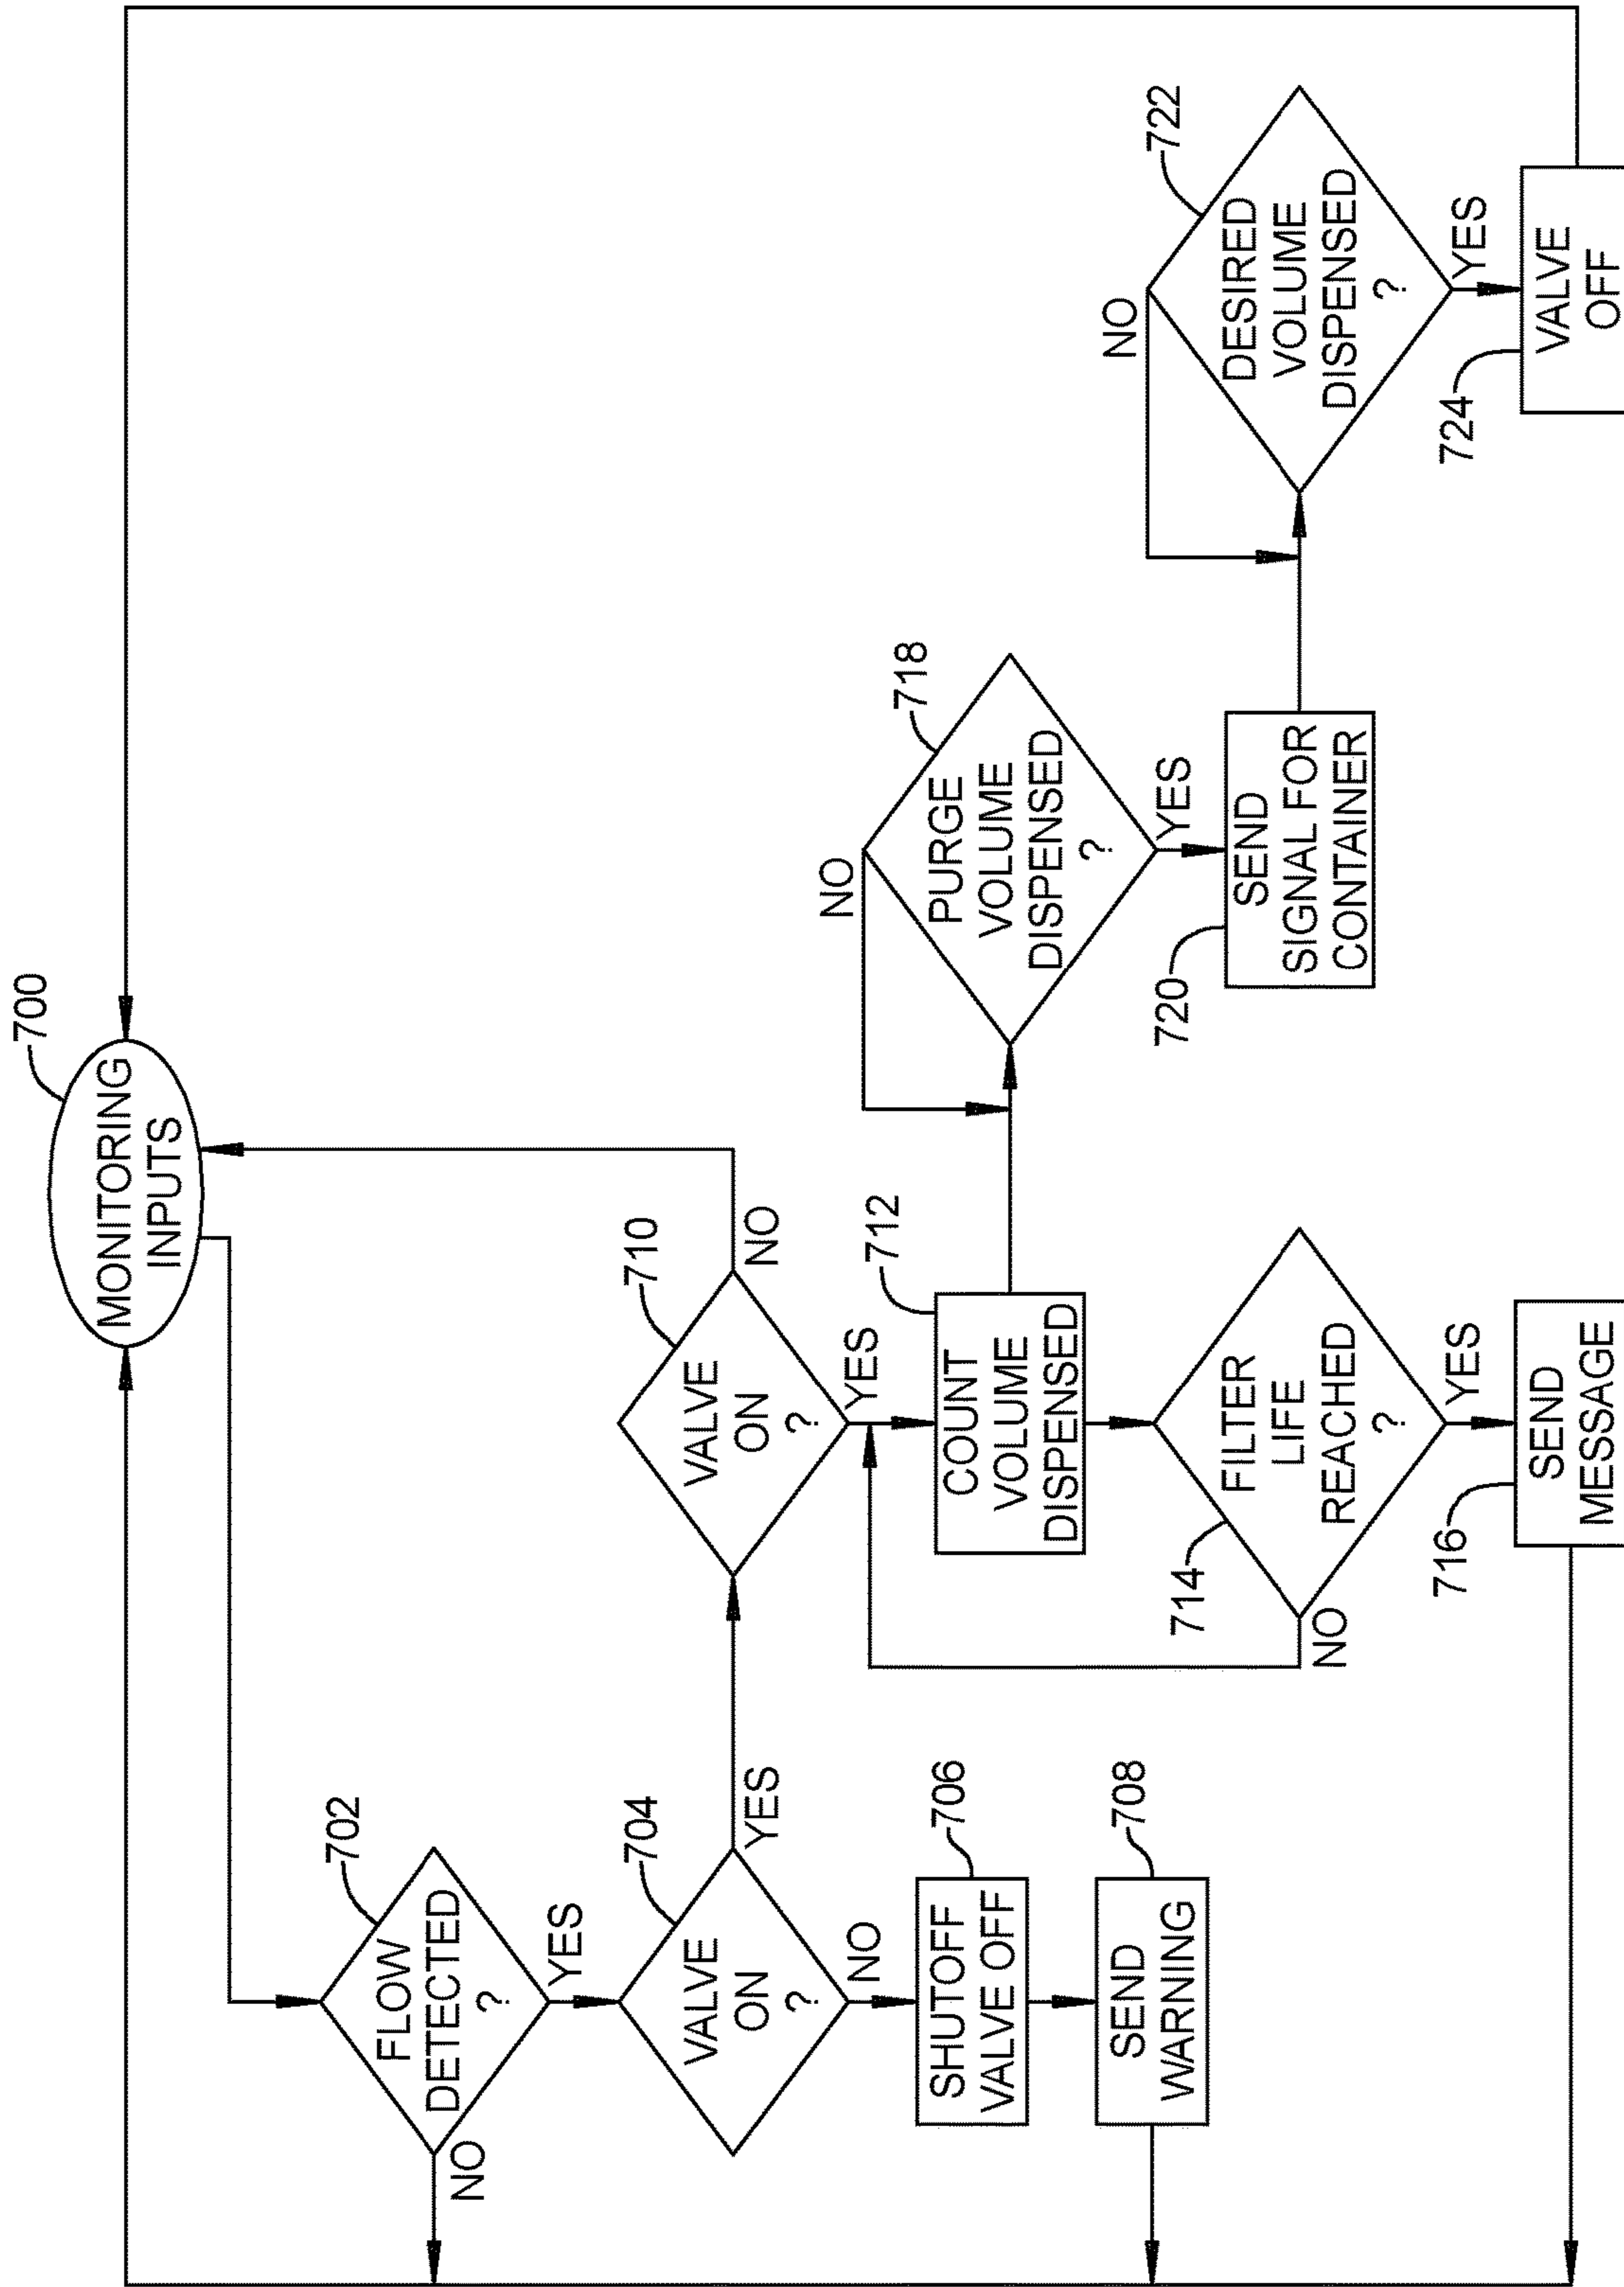 700
MONITORING
INPUTS
702
FLOW
DETECTED
?
NO
YES
704
VALVE
ON
?
YES
NO
706
SHUTOFF
VALVE OFF
708
SEND
WARNING
710
VALVE
ON
?
NO
YES
712
COUNT
VOLUME
DISPENSED
714
FILTER
LIFE
REACHED
?
NO
YES
716
SEND
MESSAGE
718
PURGE
VOLUME
DISPENSED
?
NO
YES
720
SEND
SIGNAL FOR
CONTAINER
722
DESIRED
VOLUME
DISPENSED
?
NO
YES
724
VALVE
OFF